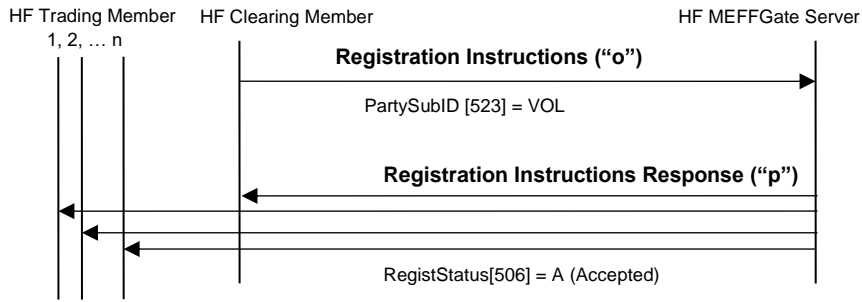 HF Trading Member
1, 2, … n
HF Clearing Member
HF MEFFGate Server
Registration Instructions (“o”)
PartySubID [523] = VOL
Registration Instructions Response (“p”)
RegistStatus[506] = A (Accepted)